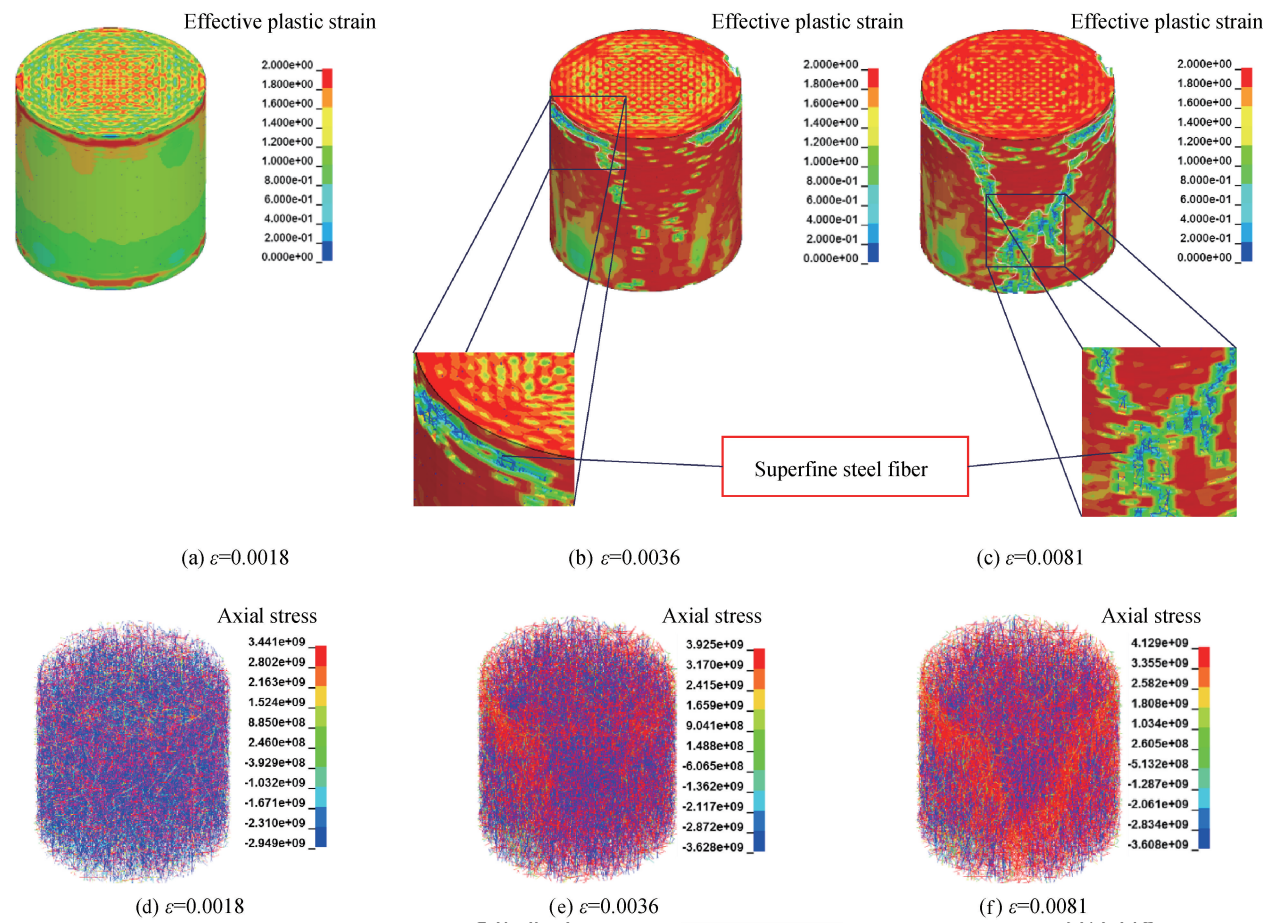 Effective plastic strain
2.000e+00
1.800e+00
1.600e+00
1.400e+00
1.200e+00
1.000e+00
8.000e-01
6.000e-01
4.000e-01
2.000e-01
0.000e+00
Effective plastic strain
2.000e+00
1.800e+00
1.600e+00
1.400e+00
1.200e+00
1.000e+00
8.000e-01
6.000e-01
4.000e-01
2.000e-01
0.000e+00
Effective plastic strain
2.000e+00
1.800e+00
1.600e+00
1.400e+00
1.200e+00
1.000e+00
8.000e-01
6.000e-01
4.000e-01
2.000e-01
0.000e+00
Superfine steel fiber
(a) ε=0.0018
(b) ε=0.0036
(c) ε=0.0081
Axial stress
3.441e+09
2.802e+09
2.163e+09
1.524e+09
8.850e+08
2.460e+08
-3.929e+08
-1.032e+09
-1.671e+09
-2.310e+09
-2.949e+09
Axial stress
3.925e+09
3.170e+09
2.415e+09
1.659e+09
9.041e+08
1.488e+08
-6.065e+08
-1.362e+09
-2.117e+09
-2.872e+09
-3.628e+09
Axial stress
4.129e+09
3.355e+09
2.582e+09
1.808e+09
1.034e+09
2.605e+08
-5.132e+08
-1.287e+09
-2.061e+09
-2.834e+09
-3.608e+09
(d) ε=0.0018
(e) ε=0.0036
(f) ε=0.0081